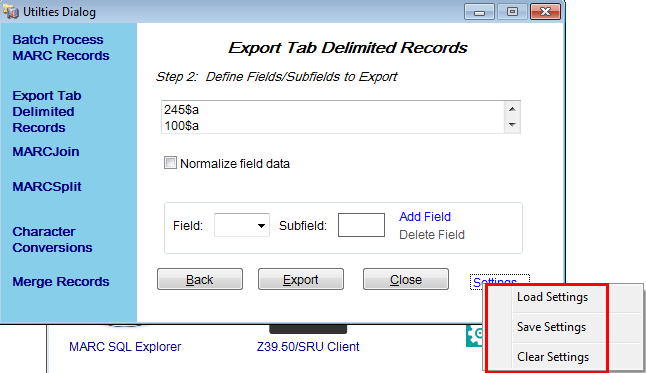 Utilties Dialog
Batch Process
MARC Records
Export Tab
Delimited
Records
MARCJoin
MARCSplit
Character
Conversions
Merge Records
Export Tab Delimited Records
Step 2: Define Fields/Subfields to Export
245$a
100$a
Normalize field data
Field: Subfield: Add Field
Delete Field
Back Export Close Settings
Load Settings
Save Settings
Clear Settings
MARC SQL Explorer Z39.50/SRU Client